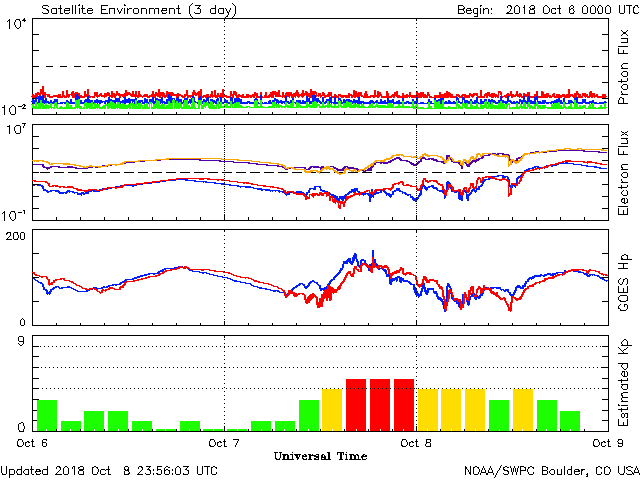 Satellite Environment (3 day)
Begin: 2018 Oct 6 0000 UTC
10^4
10^-2
Proton Flux
10^7
10^-1
Electron Flux
200
0
GOES Hp
9
0
Estimated Kp
Oct 6 Oct 7 Oct 8 Oct 9
Universal Time
Updated 2018 Oct 8 23:56:03 UTC
NOAA/SWPC Boulder, CO USA